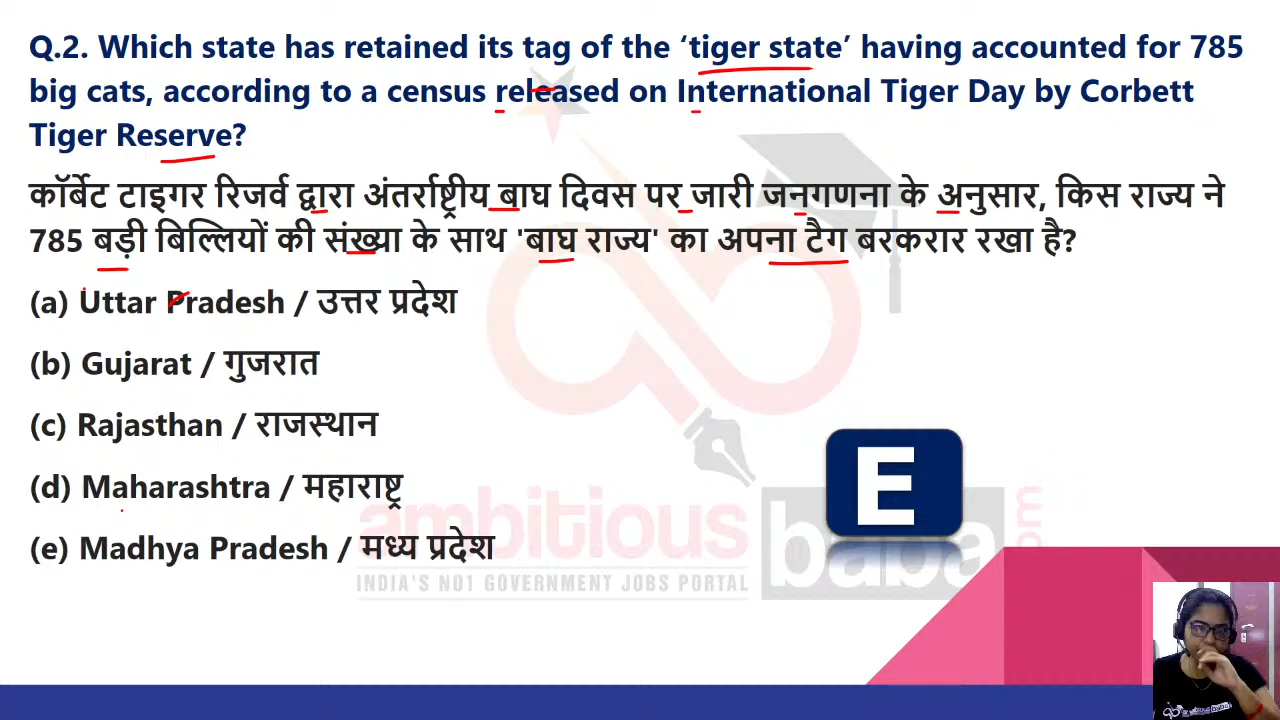 Q.2. Which state has retained its tag of the ‘tiger state’ having accounted for 785
big cats, according to a census released on International Tiger Day by Corbett
Tiger Reserve?
कॉर्बेट टाइगर रिजर्व द्वारा अंतर्राष्ट्रीय बाघ दिवस पर जारी जनगणना के अनुसार, किस राज्य ने
785 बड़ी बिल्लियों की संख्या के साथ 'बाघ राज्य' का अपना टैग बरकरार रखा है?
(a) Uttar Pradesh / उत्तर प्रदेश
(b) Gujarat / गुजरात
(c) Rajasthan / राजस्थान
(d) Maharashtra / महाराष्ट्र
(e) Madhya Pradesh / मध्य प्रदेश
E
ambitious baba.com
INDIA'S NO1 GOVERNMENT JOBS PORTAL
ambitiousbaba